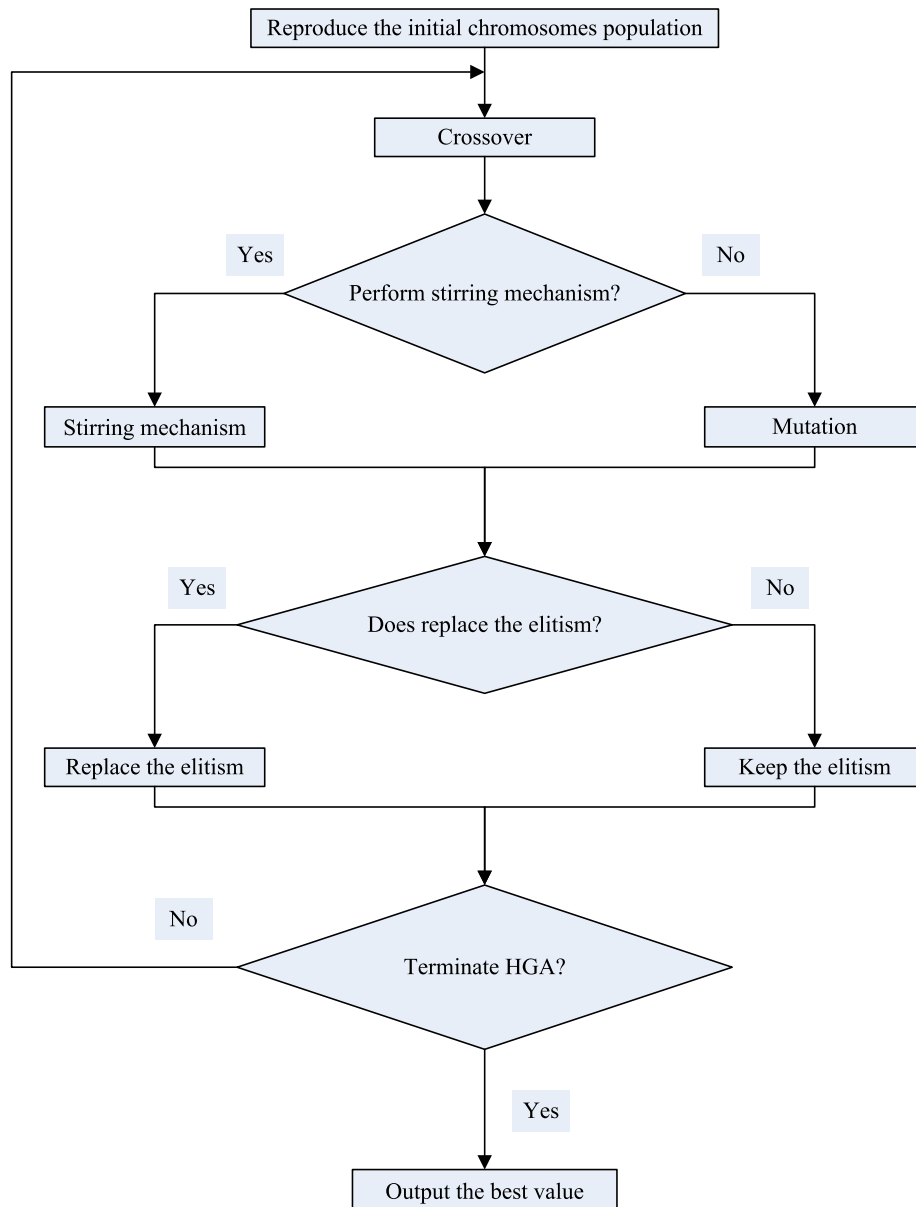 Reproduce the initial chromosomes population
Crossover
Yes
No
Perform stirring mechanism?
Stirring mechanism
Mutation
Yes
No
Does replace the elitism?
Replace the elitism
Keep the elitism
No
Terminate HGA?
Yes
Output the best value